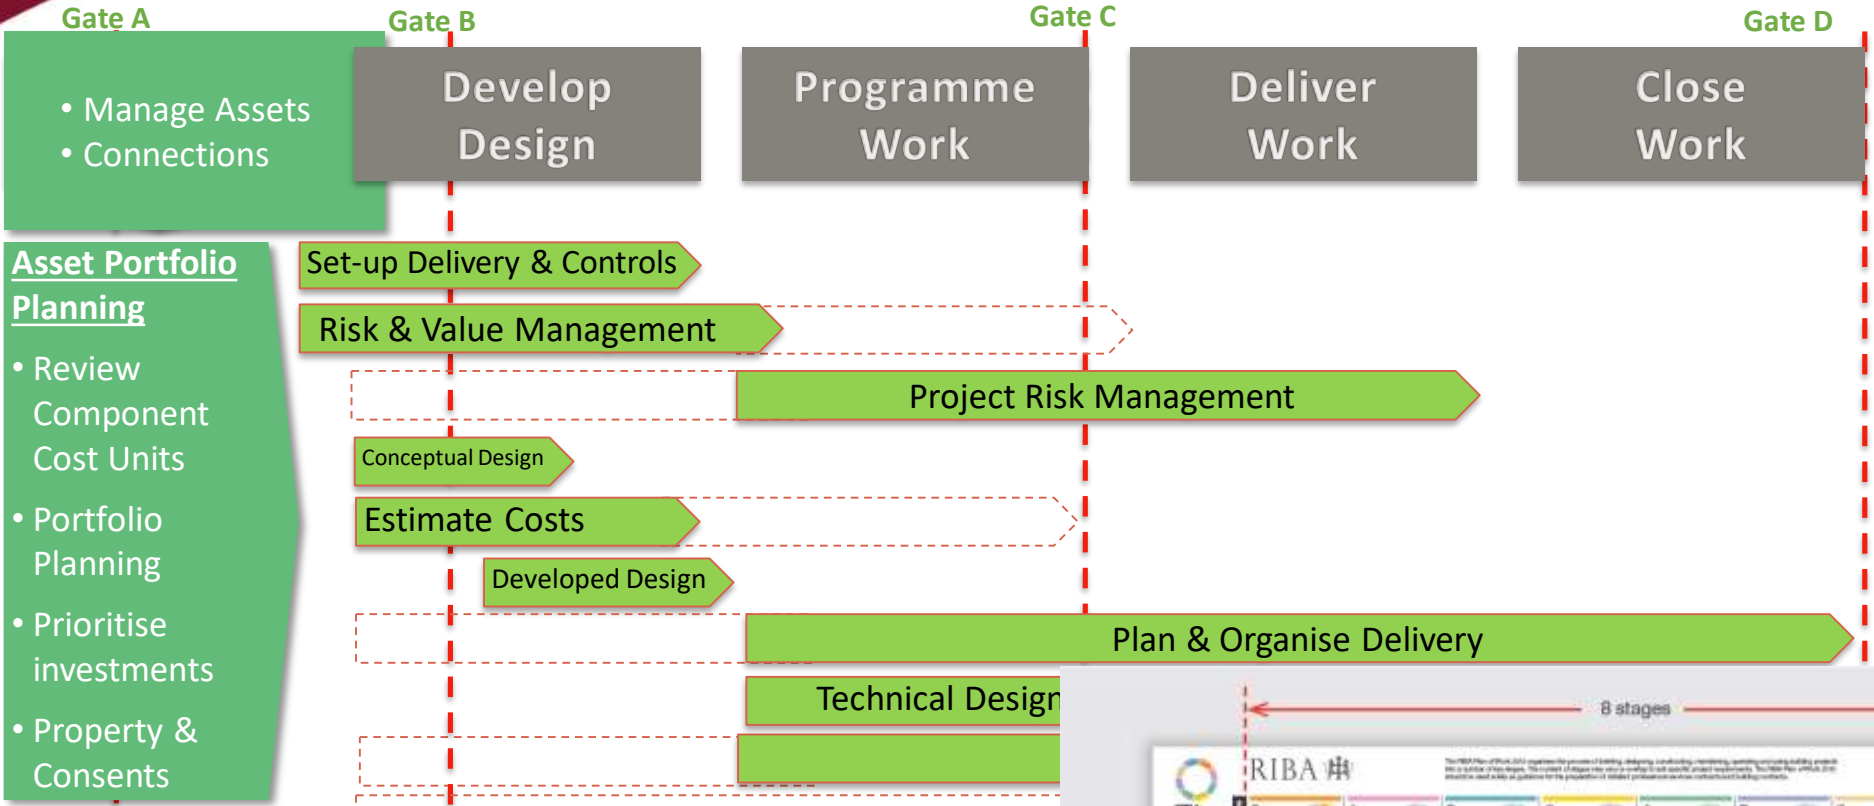 Gate A
Gate B
Gate C
Gate D
• Manage Assets
• Connections
Develop
Design
Programme
Work
Deliver
Work
Close
Work
Asset Portfolio
Planning
• Review
Component
Cost Units
• Portfolio
Planning
• Prioritise
investments
• Property &
Consents
Set-up Delivery & Controls
Risk & Value Management
Project Risk Management
Conceptual Design
Estimate Costs
Developed Design
Plan & Organise Delivery
Technical Design
8 stages
RIBA